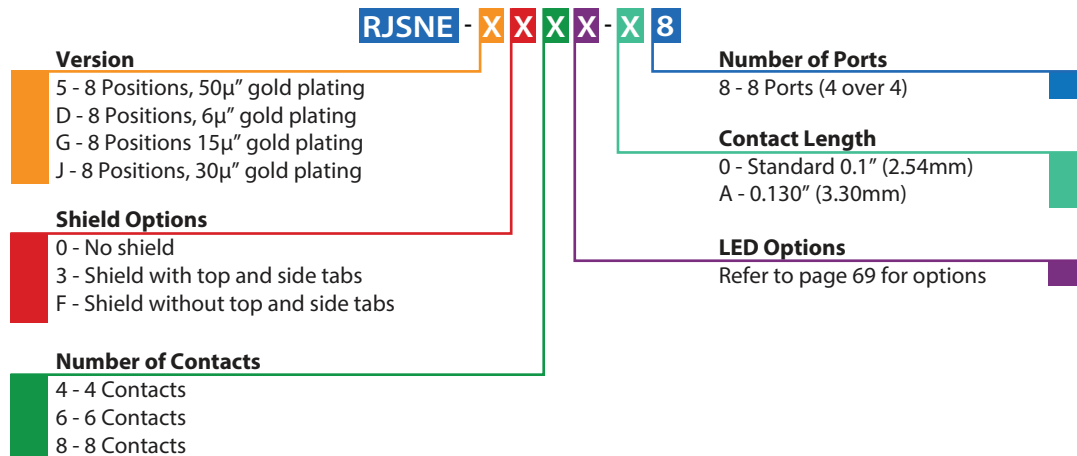 RJSNE - X X X X - X 8
Version
5 - 8 Positions, 50µ” gold plating
D - 8 Positions, 6µ” gold plating
G - 8 Positions 15µ” gold plating
J - 8 Positions, 30µ” gold plating
Shield Options
0 - No shield
3 - Shield with top and side tabs
F - Shield without top and side tabs
Number of Contacts
4 - 4 Contacts
6 - 6 Contacts
8 - 8 Contacts
Number of Ports
8 - 8 Ports (4 over 4)
Contact Length
0 - Standard 0.1” (2.54mm)
A - 0.130” (3.30mm)
LED Options
Refer to page 69 for options